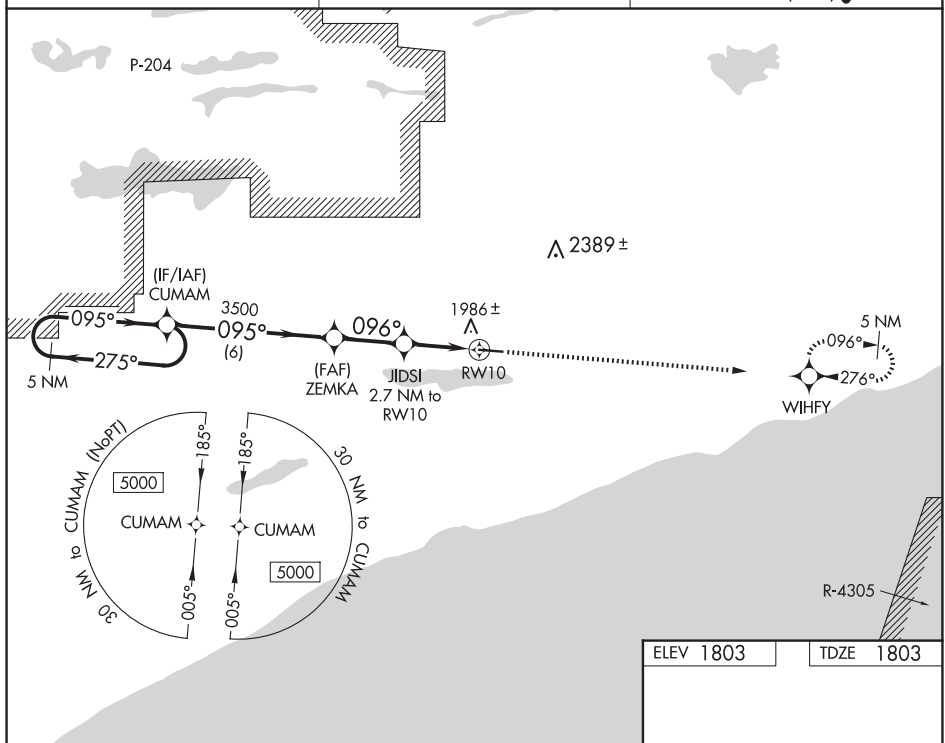 P-204
2389 ±
(IF/IAF)
CUMAM
3500
095°
(6)
095°
275°
5 NM
096°
(FAF)
ZEMKA
JIDSI
2.7 NM to
RW10
1986 ±
RW10
5 NM
096°
276°
WIHFY
30 NM to CUMAM (NoPT)
5000
185°
CUMAM
005°
30 NM to CUMAM
185°
CUMAM
5000
005°
R-4305
ELEV 1803
TDZE 1803